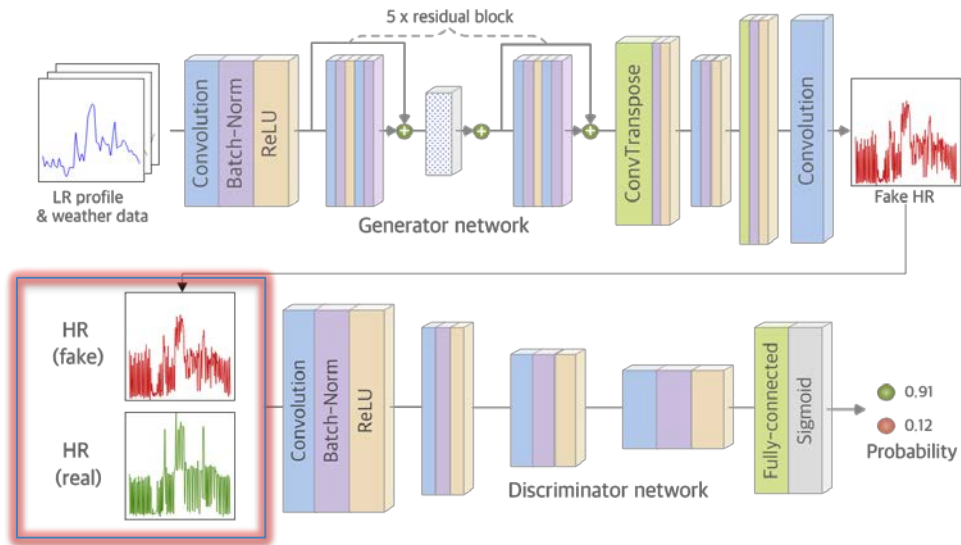 5 x residual block
Convolution
Batch-Norm
ReLU
ConvTranspose
Convolution
LR profile
& weather data
Generator network
Fake HR
HR
(fake)
HR
(real)
Convolution
Batch-Norm
ReLU
Fully-connected
Sigmoid
0.91
0.12
Probability
Discriminator network